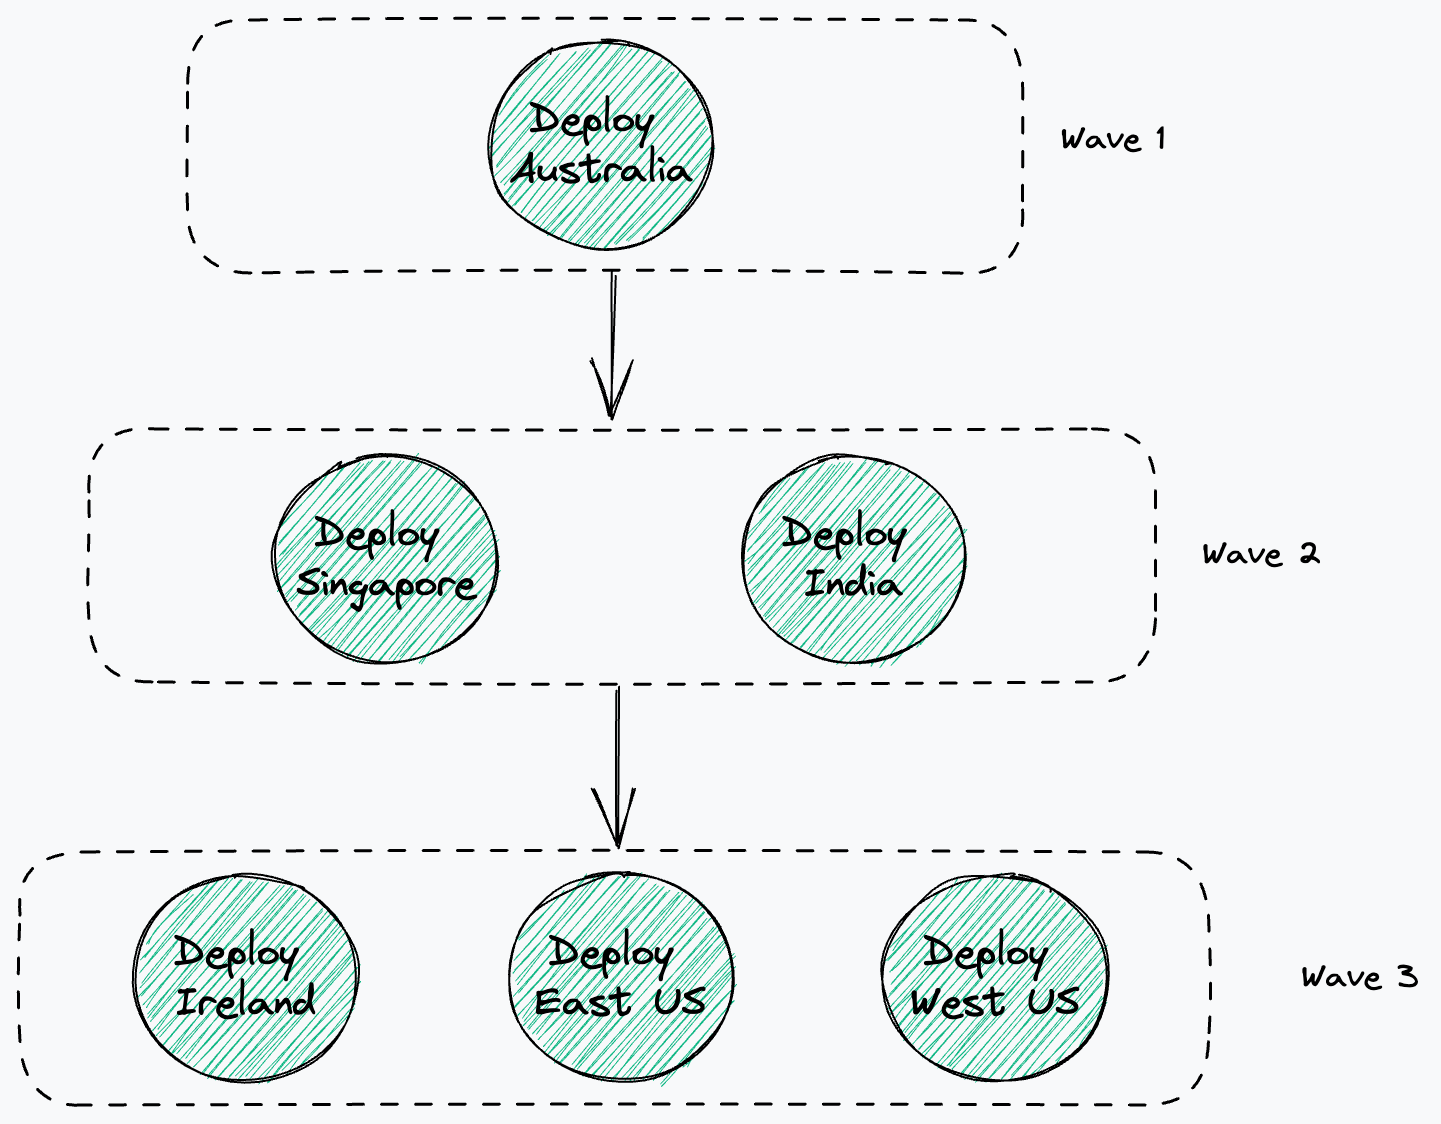 Deploy
Australia
Wave 1
Deploy
Singapore
Deploy
India
Wave 2
Deploy
Ireland
Deploy
East US
Deploy
West US
Wave 3